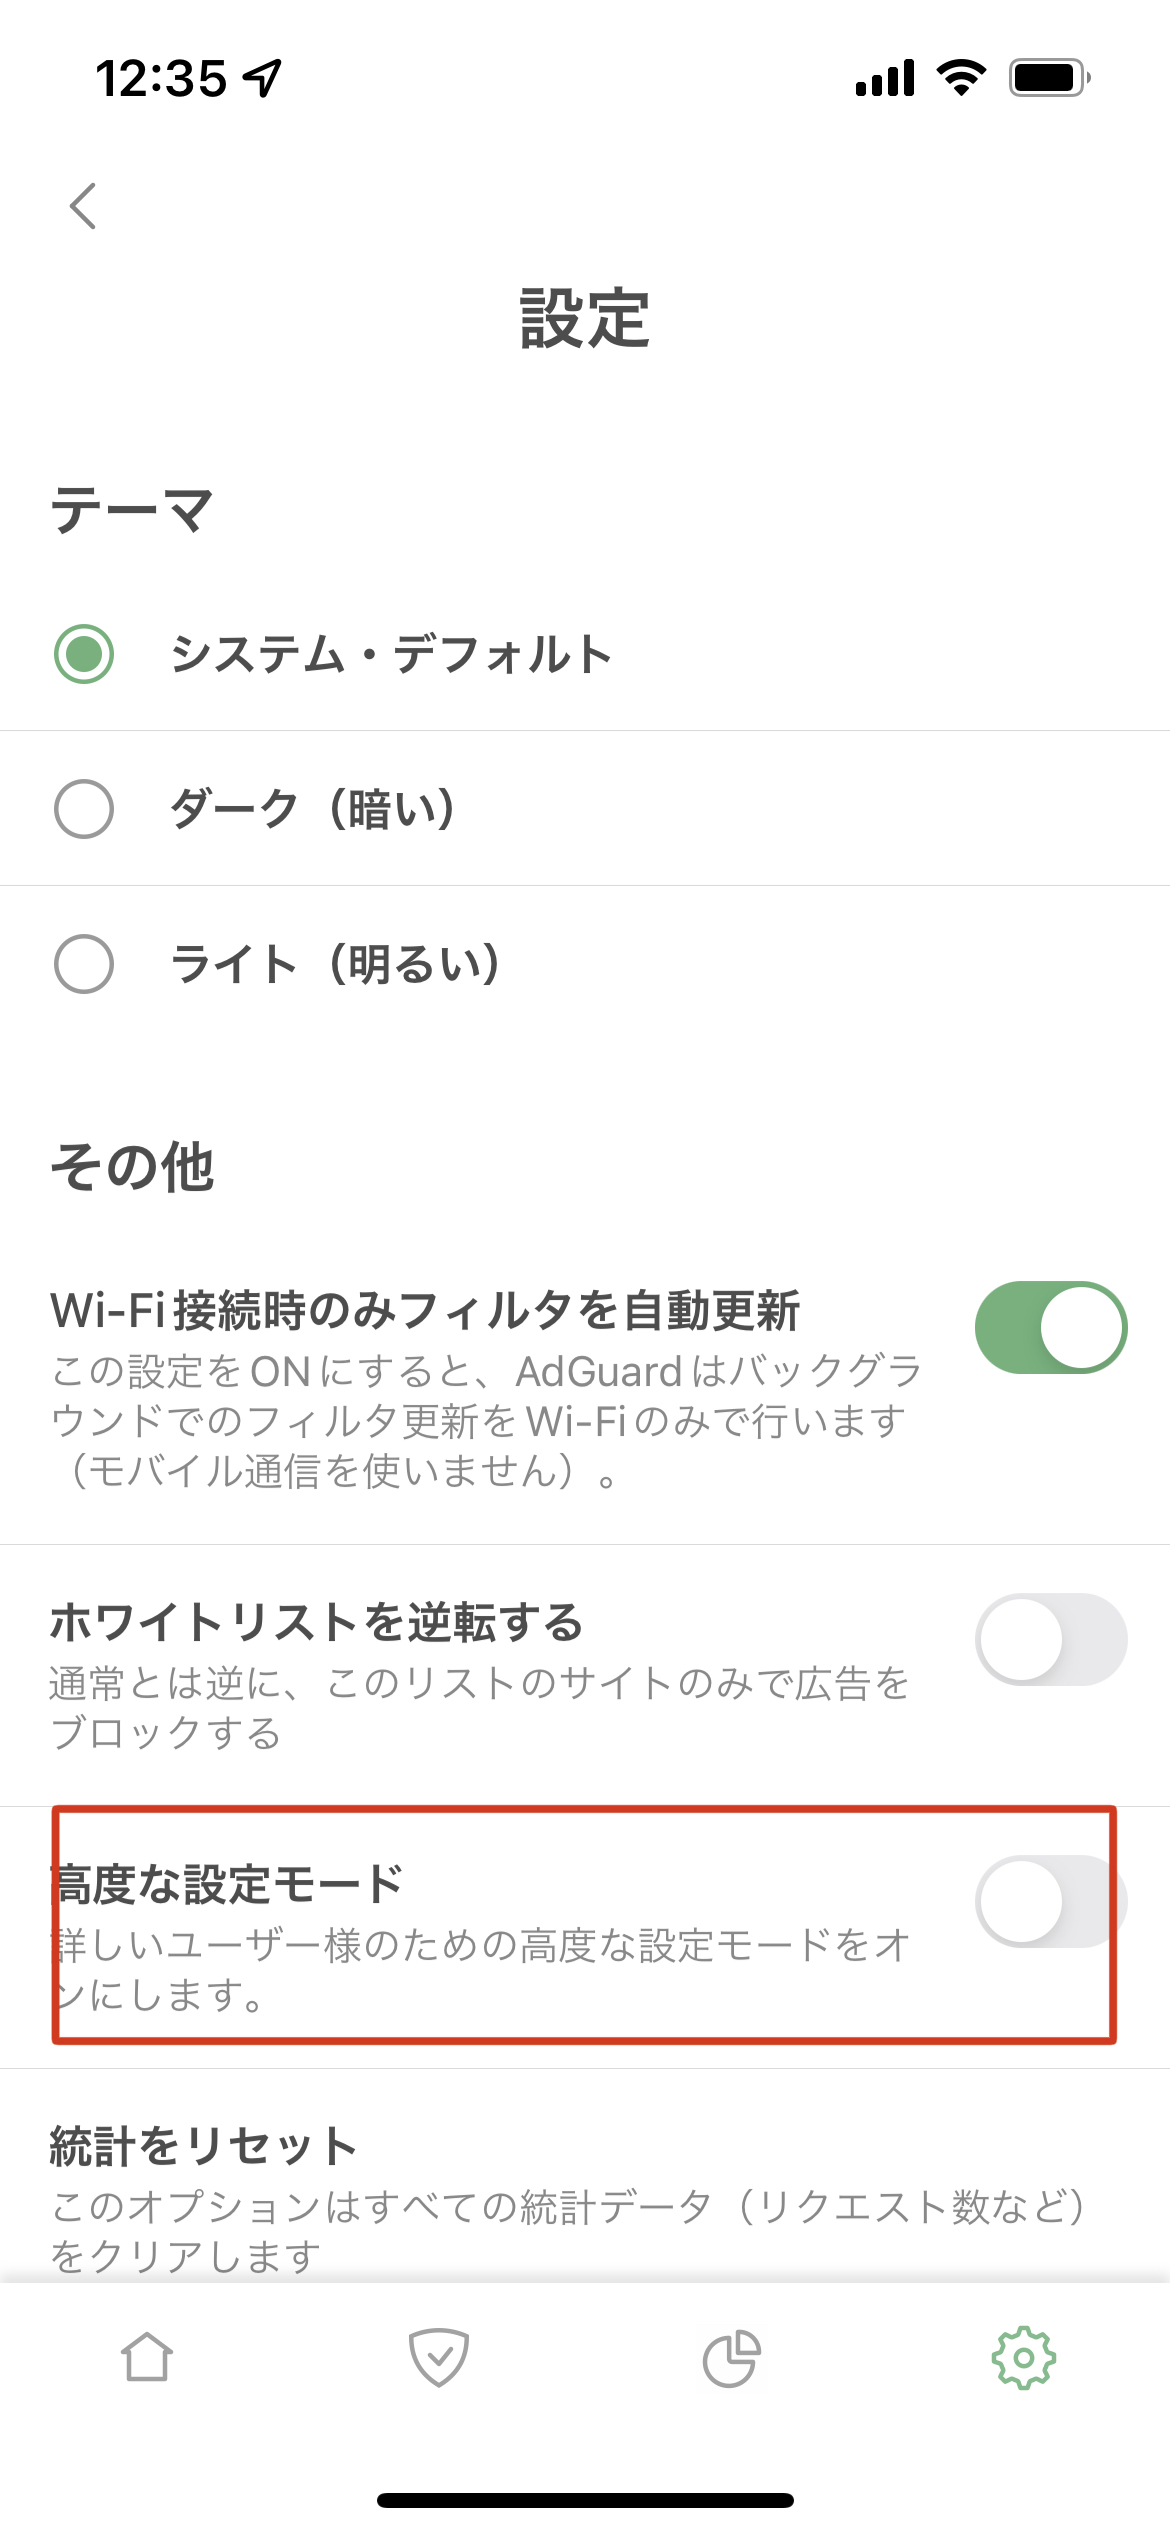 12:35
設定
テーマ
システム・デフォルト
ダーク（暗い）
ライト（明るい）
その他
Wi-Fi接続時のみフィルタを自動更新
この設定をONにすると、AdGuardはバックグラ
ウンドでのフィルタ更新をWi-Fiのみで行います
（モバイル通信を使いません）。
ホワイトリストを逆転する
通常とは逆に、このリストのサイトのみで広告を
ブロックする
高度な設定モード
詳しいユーザー様のための高度な設定モードをオ
ンにします。
統計をリセット
このオプションはすべての統計データ（リクエスト数など）
をクリアします